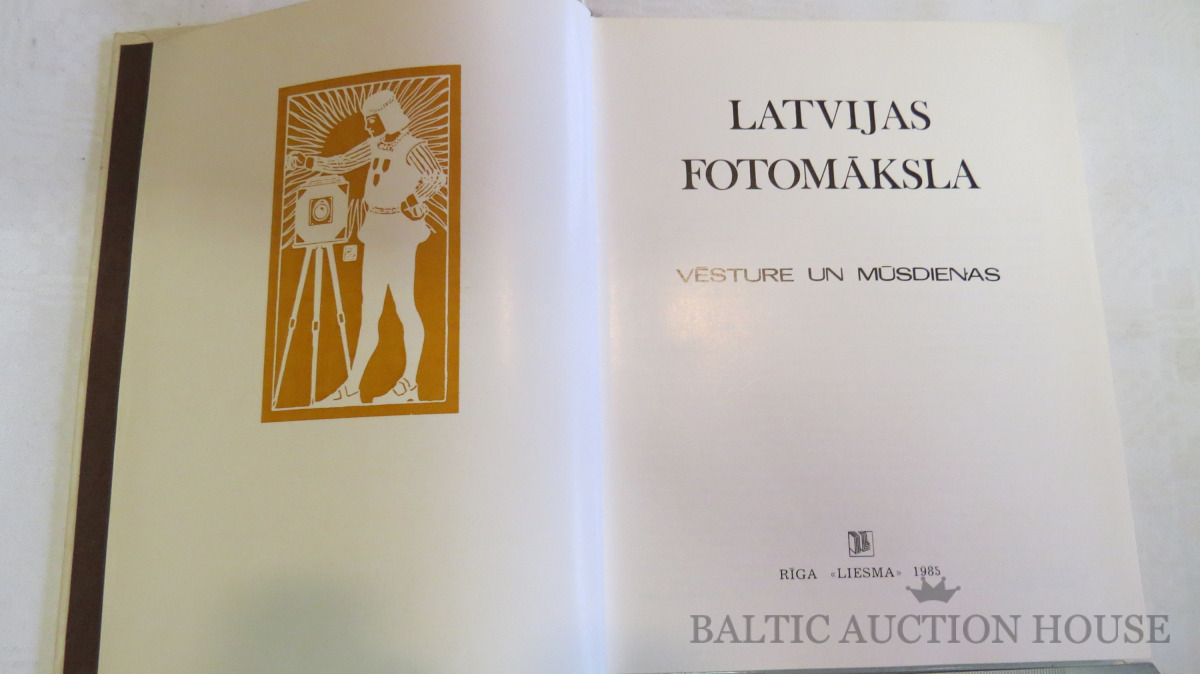 LATVIJAS
FOTOMĀKSLA
VĒSTURE UN MŪSDIENAS
RĪGA «LIESMA» 1985
BALTIC AUCTION HOUSE